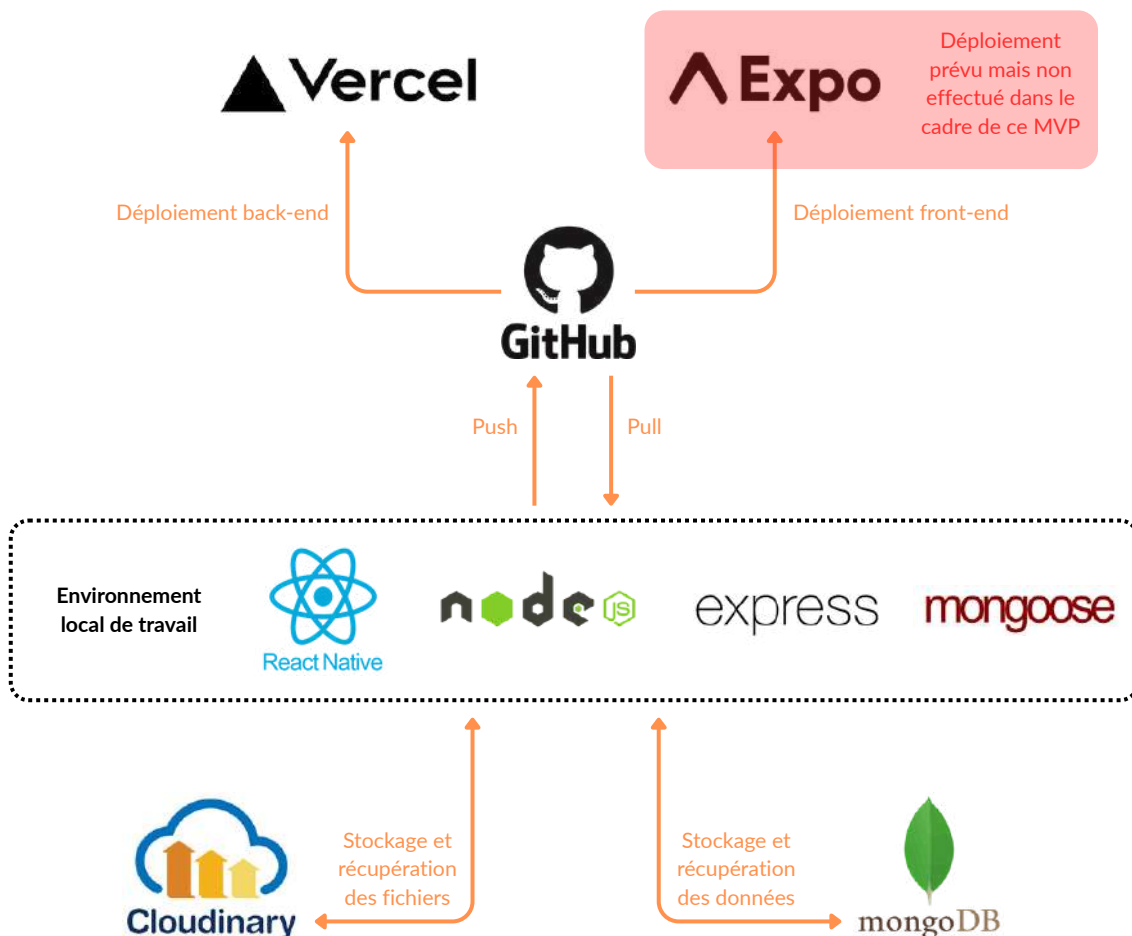 Vercel
Expo
Déploiement
prévu mais non
effectué dans le
cadre de ce MVP
Déploiement back-end
Déploiement front-end
GitHub
Push
Pull
Environnement
local de travail
React Native
node
JS
express
mongoose
Stockage et
récupération
des fichiers
Stockage et
récupération
des données
Cloudinary
mongoDB